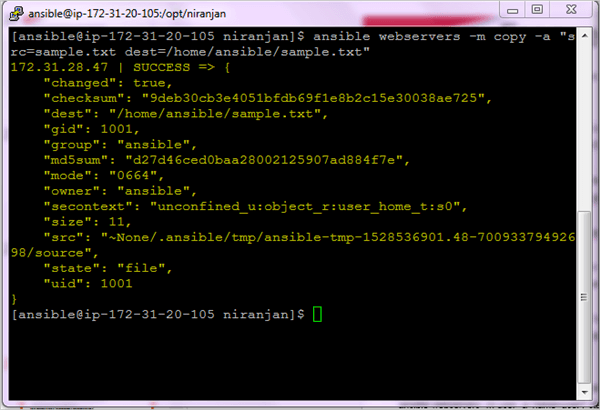 ansible@ip-172-31-20-105:/opt/niranjan
[ansible@ip-172-31-20-105 niranjan]$ ansible webservers -m copy -a "s
rc=sample.txt dest=/home/ansible/sample.txt"
172.31.28.47 | SUCCESS => {
    "changed": true,
    "checksum": "9deb30cb3e4051bfdb69f1e8b2c15e30038ae725",
    "dest": "/home/ansible/sample.txt",
    "gid": 1001,
    "group": "ansible",
    "md5sum": "d27d46ced0baa28002125907ad884f7e",
    "mode": "0664",
    "owner": "ansible",
    "secontext": "unconfined_u:object_r:user_home_t:s0",
    "size": 11,
    "src": "~None/.ansible/tmp/ansible-tmp-1528536901.48-700933794926
98/source",
    "state": "file",
    "uid": 1001
}
[ansible@ip-172-31-20-105 niranjan]$